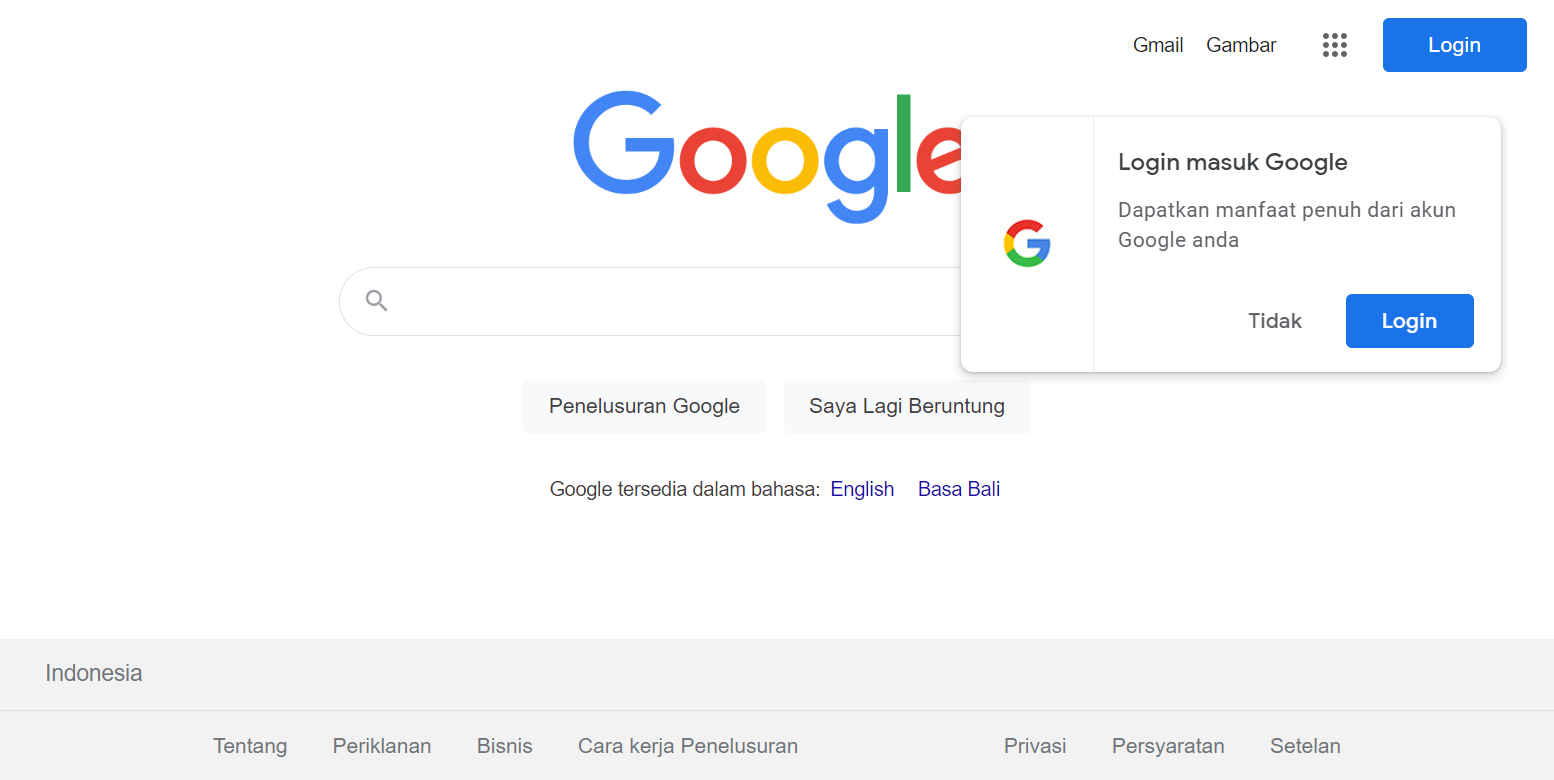 Gmail Gambar Login
Google
Login masuk Google
Dapatkan manfaat penuh dari akun
Google anda
Tidak Login
Penelusuran Google Saya Lagi Beruntung
Google tersedia dalam bahasa: English Basa Bali
Indonesia
Tentang Periklanan Bisnis Cara kerja Penelusuran Privasi Persyaratan Setelan